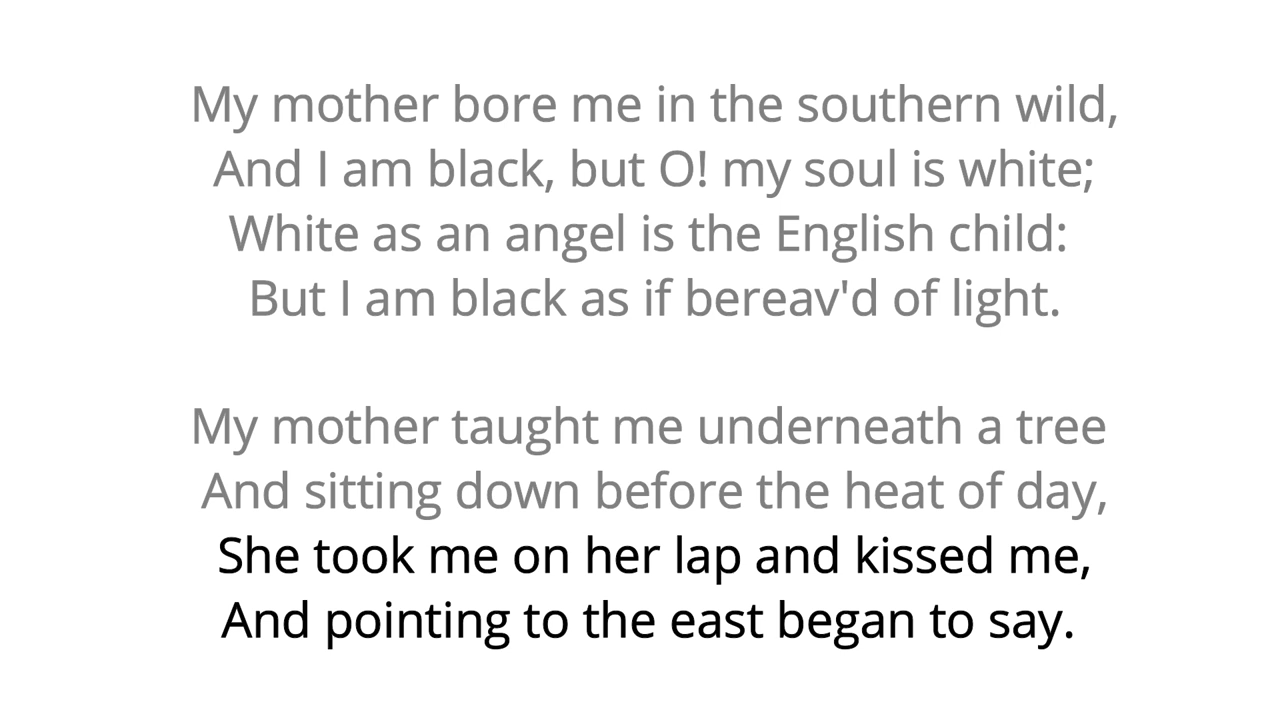 My mother bore me in the southern wild,
And I am black, but O! my soul is white;
White as an angel is the English child:
But I am black as if bereav'd of light.
My mother taught me underneath a tree
And sitting down before the heat of day,
She took me on her lap and kissed me,
And pointing to the east began to say.